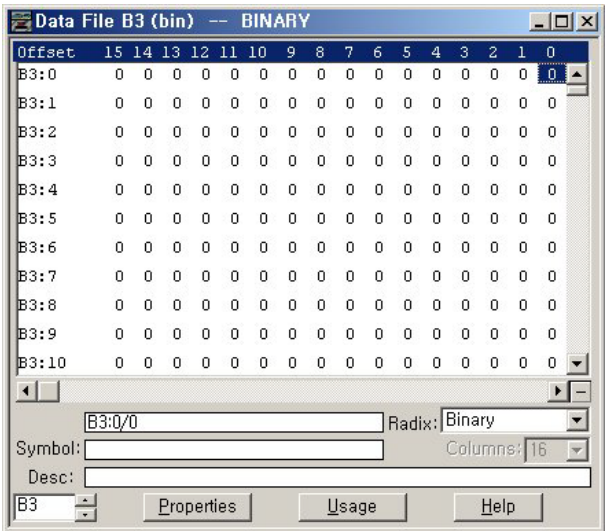 Data File B3 (bin) -- BINARY
Offset 15 14 13 12 11 10 9 8 7 6 5 4 3 2 1 0
B3:0 0 0 0 0 0 0 0 0 0 0 0 0 0 0 0 0
B3:1 0 0 0 0 0 0 0 0 0 0 0 0 0 0 0 0
B3:2 0 0 0 0 0 0 0 0 0 0 0 0 0 0 0 0
B3:3 0 0 0 0 0 0 0 0 0 0 0 0 0 0 0 0
B3:4 0 0 0 0 0 0 0 0 0 0 0 0 0 0 0 0
B3:5 0 0 0 0 0 0 0 0 0 0 0 0 0 0 0 0
B3:6 0 0 0 0 0 0 0 0 0 0 0 0 0 0 0 0
B3:7 0 0 0 0 0 0 0 0 0 0 0 0 0 0 0 0
B3:8 0 0 0 0 0 0 0 0 0 0 0 0 0 0 0 0
B3:9 0 0 0 0 0 0 0 0 0 0 0 0 0 0 0 0
B3:10 0 0 0 0 0 0 0 0 0 0 0 0 0 0 0 0
B3:0/0 Radix: Binary
Symbol: Columns: 16
Desc:
B3 Properties Usage Help